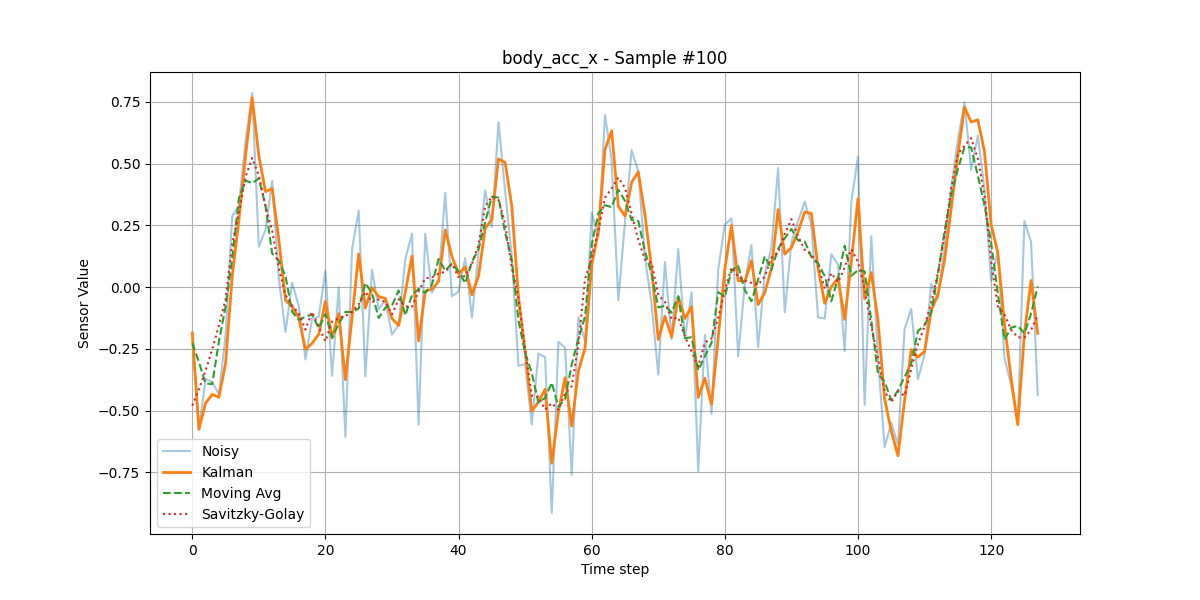 body_acc_x - Sample #100
Sensor Value
0.75
0.50
0.25
0.00
−0.25
−0.50
−0.75
Noisy
Kalman
Moving Avg
Savitzky-Golay
0 20 40 60 80 100 120
Time step